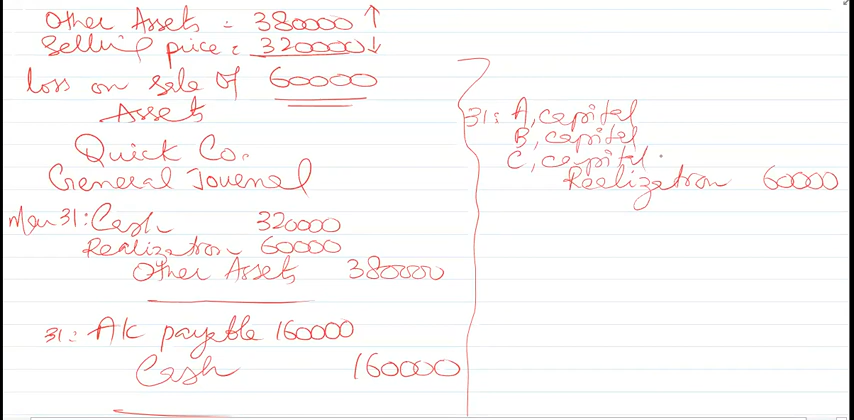 Other Assets = 380000 ↑
Selling price = 320000 ↓
loss on sale of 60000
Assets
Quick Co.
General Journel
Mar 31: Cash 320000
Realization 60000
Other Assets 380000
31: A/c payable 160000
Cash 160000
31: A, capital
B, capital
C, capital
Realization 60000